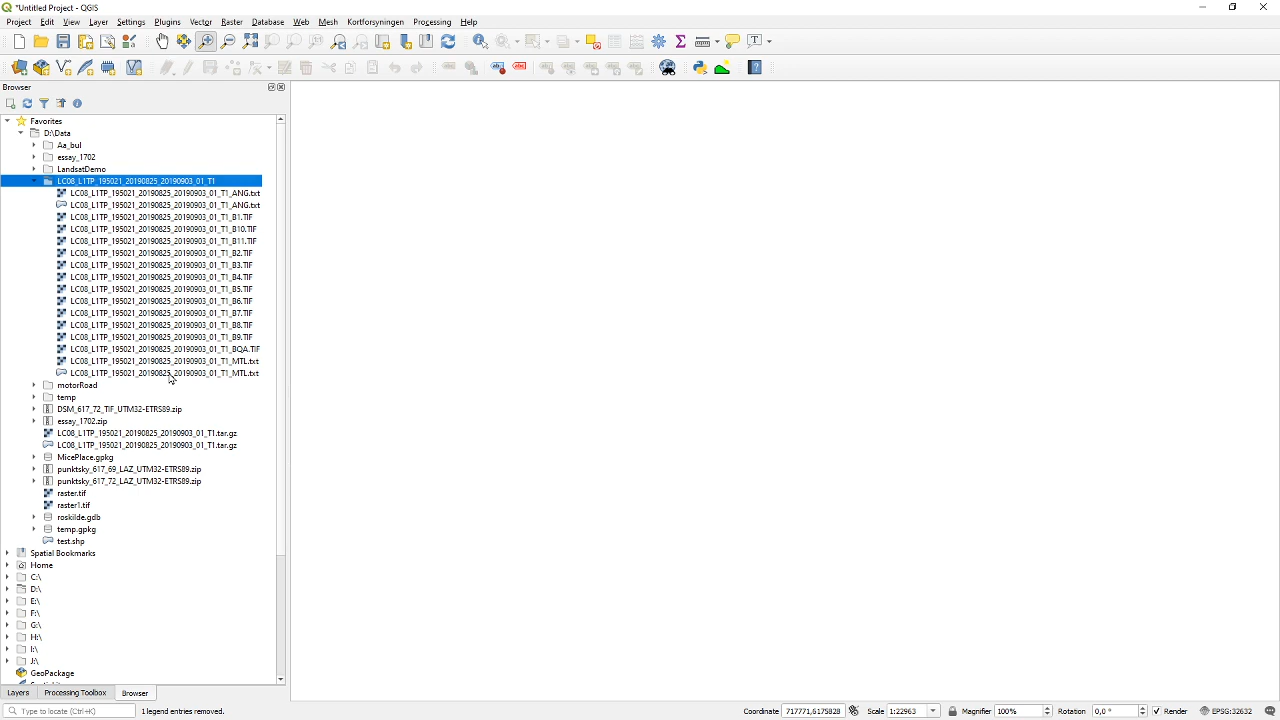 *Untitled Project - QGIS
Project Edit View Layer Settings Plugins Vector Raster Database Web Mesh Kortforsyningen Processing Help
Browser
Favorites
D:\Data
Aa_bul
essay_1702
LandsatDemo
LC08_L1TP_195021_20190825_20190903_01_T1
LC08_L1TP_195021_20190825_20190903_01_T1_ANG.txt
LC08_L1TP_195021_20190825_20190903_01_T1_ANG.txt
LC08_L1TP_195021_20190825_20190903_01_T1_B1.TIF
LC08_L1TP_195021_20190825_20190903_01_T1_B10.TIF
LC08_L1TP_195021_20190825_20190903_01_T1_B11.TIF
LC08_L1TP_195021_20190825_20190903_01_T1_B2.TIF
LC08_L1TP_195021_20190825_20190903_01_T1_B3.TIF
LC08_L1TP_195021_20190825_20190903_01_T1_B4.TIF
LC08_L1TP_195021_20190825_20190903_01_T1_B5.TIF
LC08_L1TP_195021_20190825_20190903_01_T1_B6.TIF
LC08_L1TP_195021_20190825_20190903_01_T1_B7.TIF
LC08_L1TP_195021_20190825_20190903_01_T1_B8.TIF
LC08_L1TP_195021_20190825_20190903_01_T1_B9.TIF
LC08_L1TP_195021_20190825_20190903_01_T1_BQA.TIF
LC08_L1TP_195021_20190825_20190903_01_T1_MTL.txt
LC08_L1TP_195021_20190825_20190903_01_T1_MTL.txt
motorRoad
temp
DSM_617_72_TIF_UTM32-ETRS89.zip
essay_1702.zip
LC08_L1TP_195021_20190825_20190903_01_T1.tar.gz
LC08_L1TP_195021_20190825_20190903_01_T1.tar.gz
MicePlace.gpkg
punktsky_617_69_LAZ_UTM32-ETRS89.zip
punktsky_617_72_LAZ_UTM32-ETRS89.zip
raster.tif
raster1.tif
roskilde.gdb
temp.gpkg
test.shp
Spatial Bookmarks
Home
C:\
D:\
E:\
F:\
G:\
H:\
I:\
J:\
GeoPackage
Layers Processing Toolbox Browser
Type to locate (Ctrl+K) 1 legend entries removed. Coordinate 717771,6175828 Scale 1:22963 Magnifier 100% Rotation 0,0 ° Render EPSG:32632